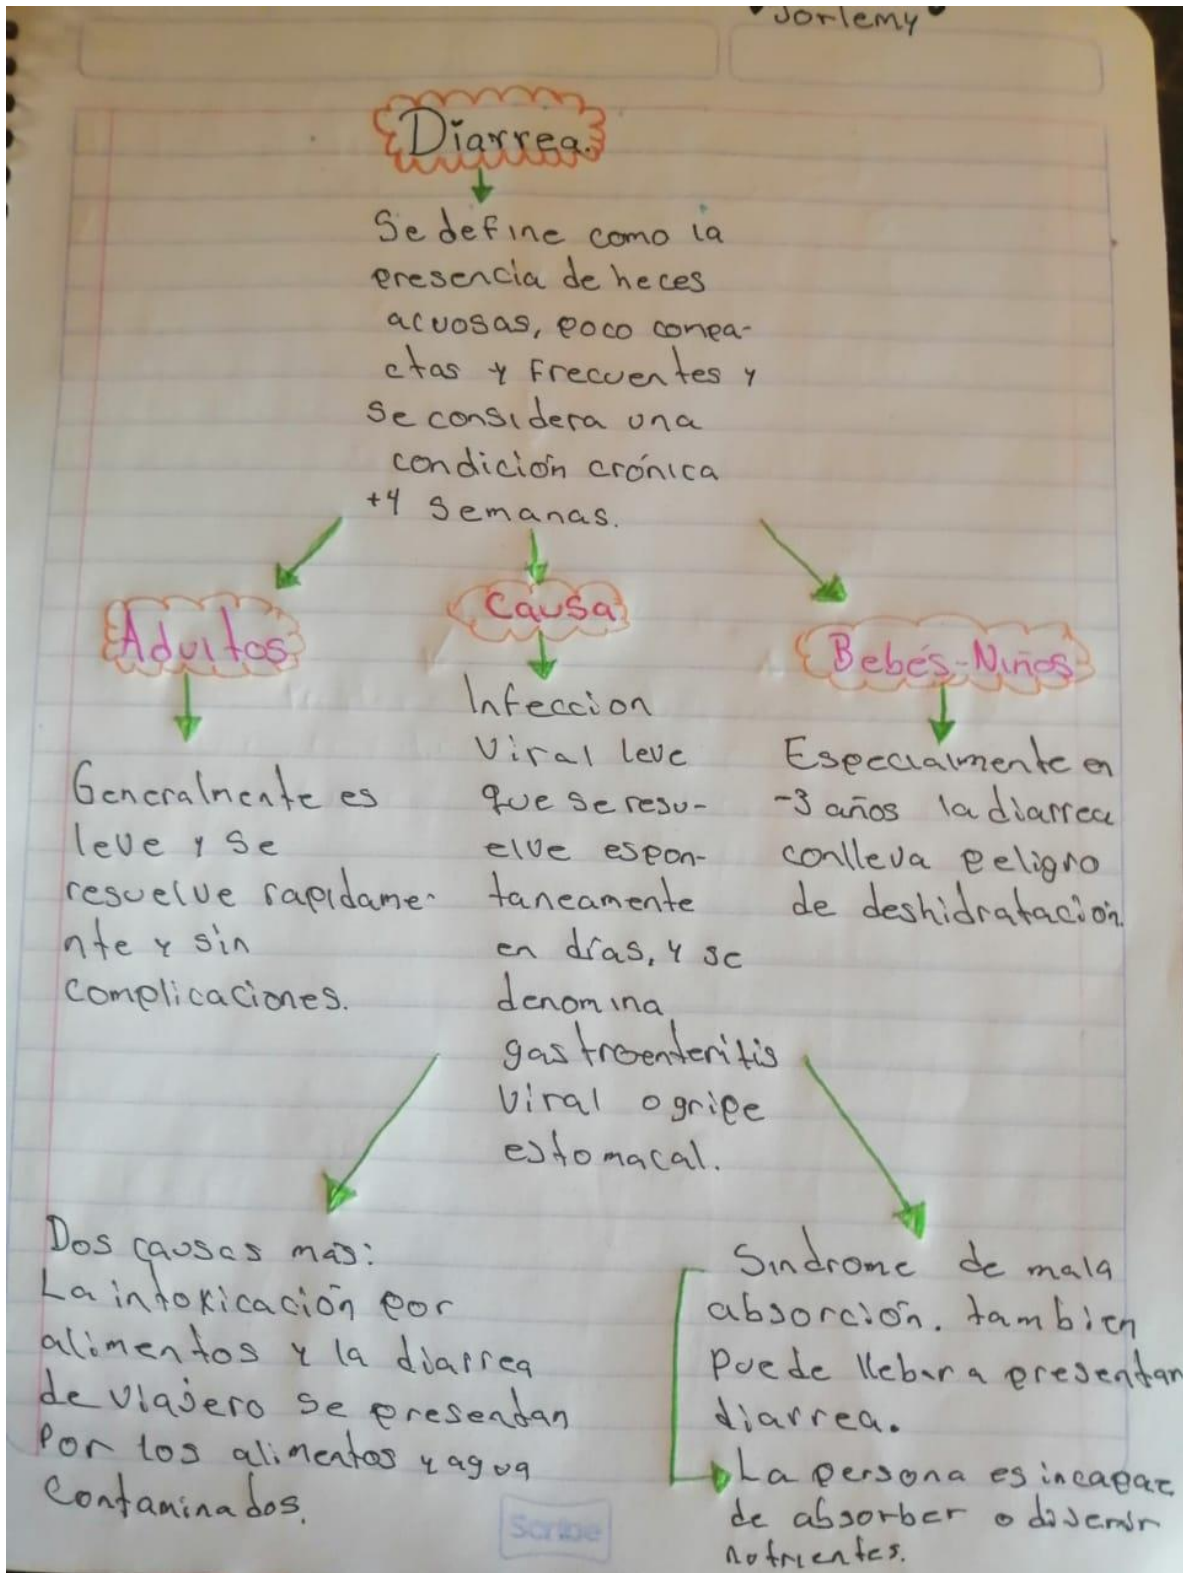 "Jorlemy"
Diarrea.
Se define como la
presencia de heces
acuosas, poco conpa-
ctas y frecuentes y
se considera una
condición crónica
+4 semanas.
Adultos
Generalmente es
leve y se
resuelve rapidame-
nte y sin
complicaciones.
Causa
Infeccion
viral leve
que se resu-
elve espon-
taneamente
en días, y se
denomina
gastroenteritis
viral o gripe
estomacal.
Bebés-Niños
Especialmente en
-3 años la diarrea
conlleva peligro
de deshidratación.
Dos causas más:
La intoxicación por
alimentos y la diarrea
de viajero se presentan
por los alimentos y agua
contaminados.
Sindrome de mala
absorción. tambien
puede llebar a presentar
diarrea.
La persona es incapaz
de absorber o dijerir
nutrientes.
Scribe